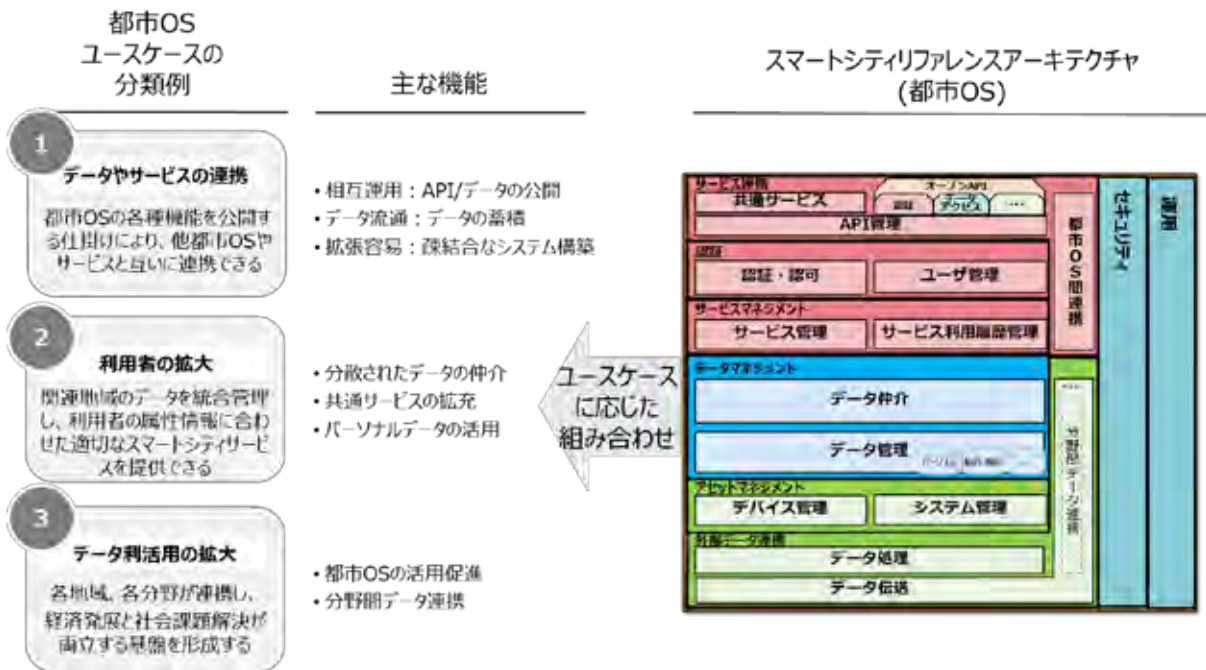 都市OS
ユースケースの
分類例
主な機能
スマートシティリファレンスアーキテクチャ
(都市OS)
1
データやサービスの連携
都市OSの各種機能を公開す
る仕掛けにより、他都市OSや
サービスと互いに連携できる
• 相互運用：API/データの公開
• データ流通：データの蓄積
• 拡張容易：疎結合なシステム構築
2
利用者の拡大
関連地域のデータを統合管理
し、利用者の属性情報に合わ
せた適切なスマートシティサービ
スを提供できる
• 分散されたデータの仲介
• 共通サービスの拡充
• パーソナルデータの活用
3
データ利活用の拡大
各地域、各分野が連携し、
経済発展と社会課題解決が
両立する基盤を形成する
• 都市OSの活用促進
• 分野間データ連携
ユースケース
に応じた
組み合わせ
サービス連携
共通サービス
オープンAPI
認証
データ
アクセス
…
API管理
認証
認証・認可
ユーザ管理
サービスマネジメント
サービス管理
サービス利用履歴管理
都市OS間連携
セキュリティ
運用
データマネジメント
データ仲介
データ管理
アセットマネジメント
デバイス管理
システム管理
外部データ連携
データ処理
データ伝送
分野間データ連携